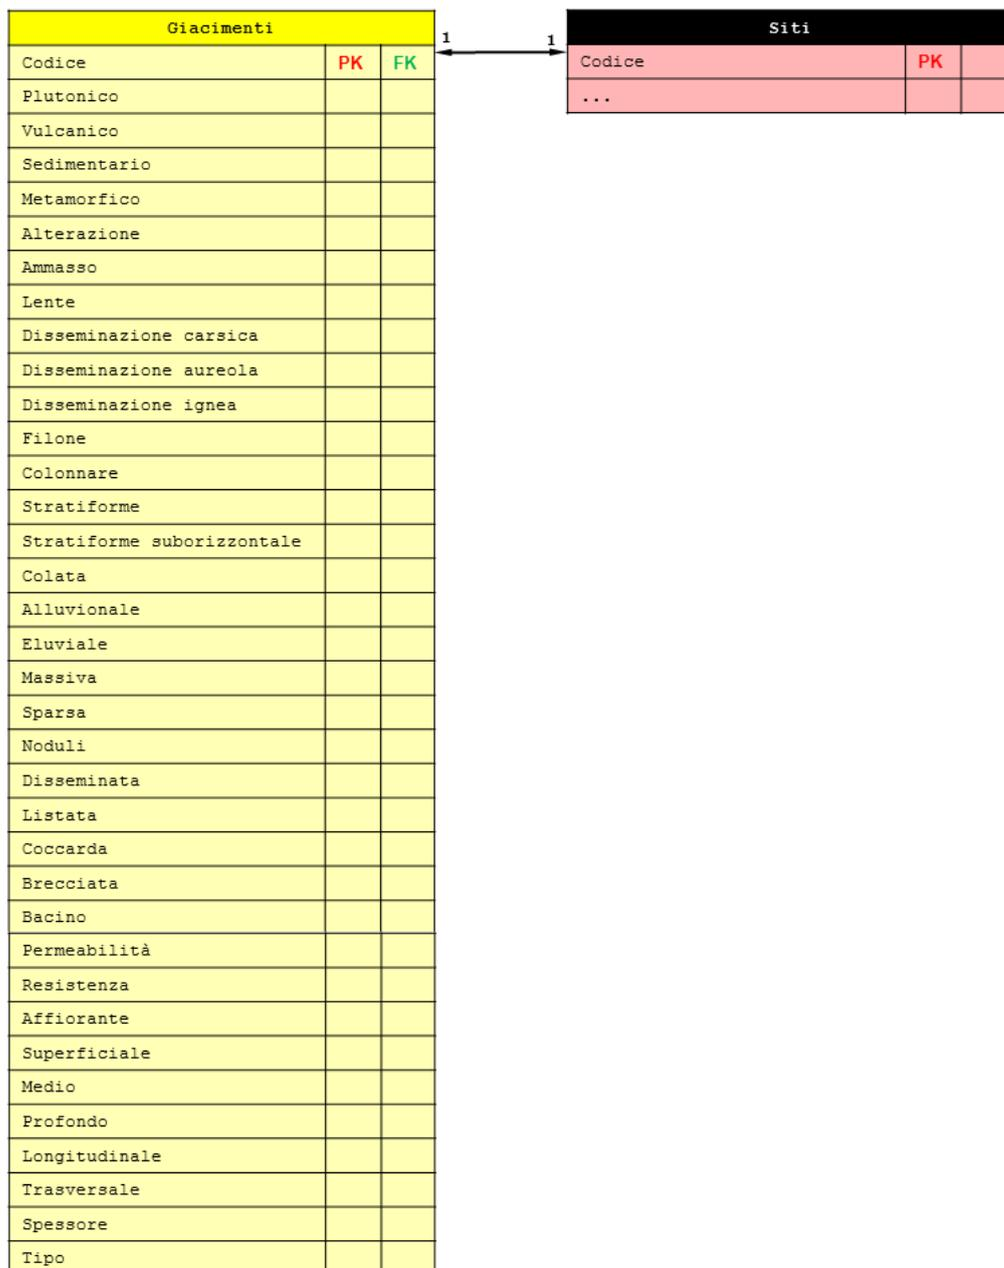 Giacimenti
Codice PK FK
Plutonico
Vulcanico
Sedimentario
Metamorfico
Alterazione
Ammasso
Lente
Disseminazione carsica
Disseminazione aureola
Disseminazione ignea
Filone
Colonnare
Stratiforme
Stratiforme suborizzontale
Colata
Alluvionale
Eluviale
Massiva
Sparsa
Noduli
Disseminata
Listata
Coccarda
Brecciata
Bacino
Permeabilità
Resistenza
Affiorante
Superficiale
Medio
Profondo
Longitudinale
Trasversale
Spessore
Tipo
1 1
Siti
Codice PK
...